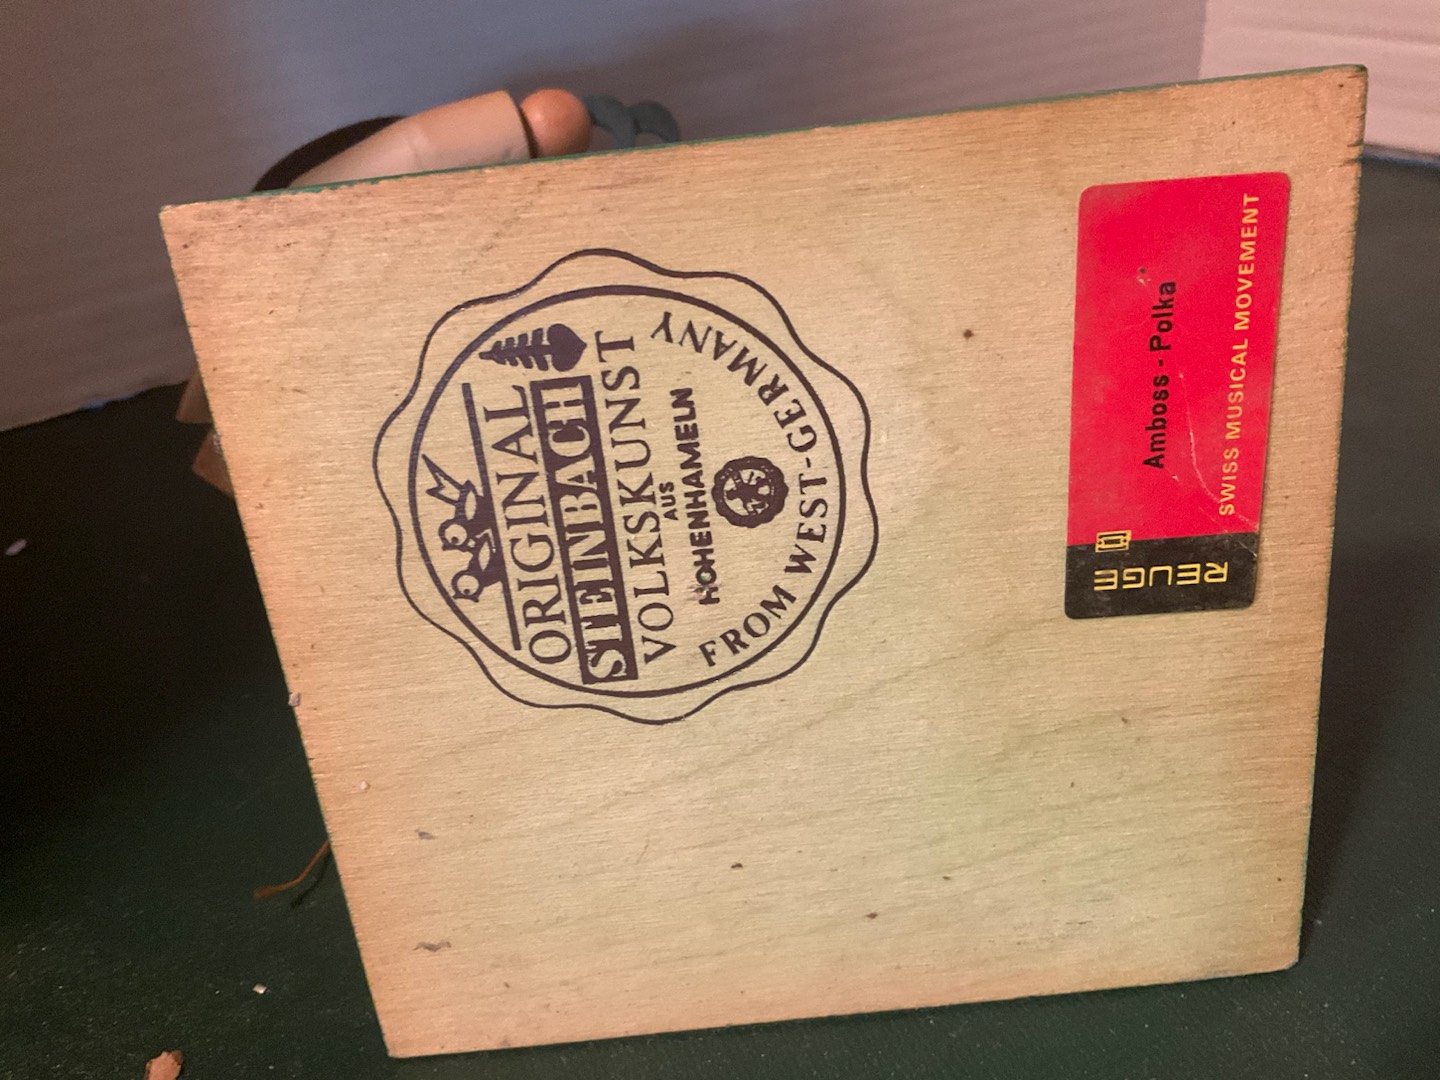 ORIGINAL
STEINBACH
VOLKSKUNST
AUS
HOHENHAMELN
FROM WEST-GERMANY
REUGE
Amboss - Polka
SWISS MUSICAL MOVEMENT